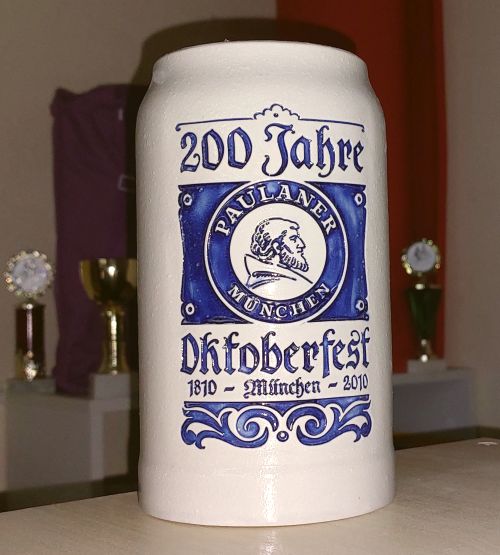 200 Jahre
PAULANER
MÜNCHEN
Oktoberfest
1810 - München - 2010